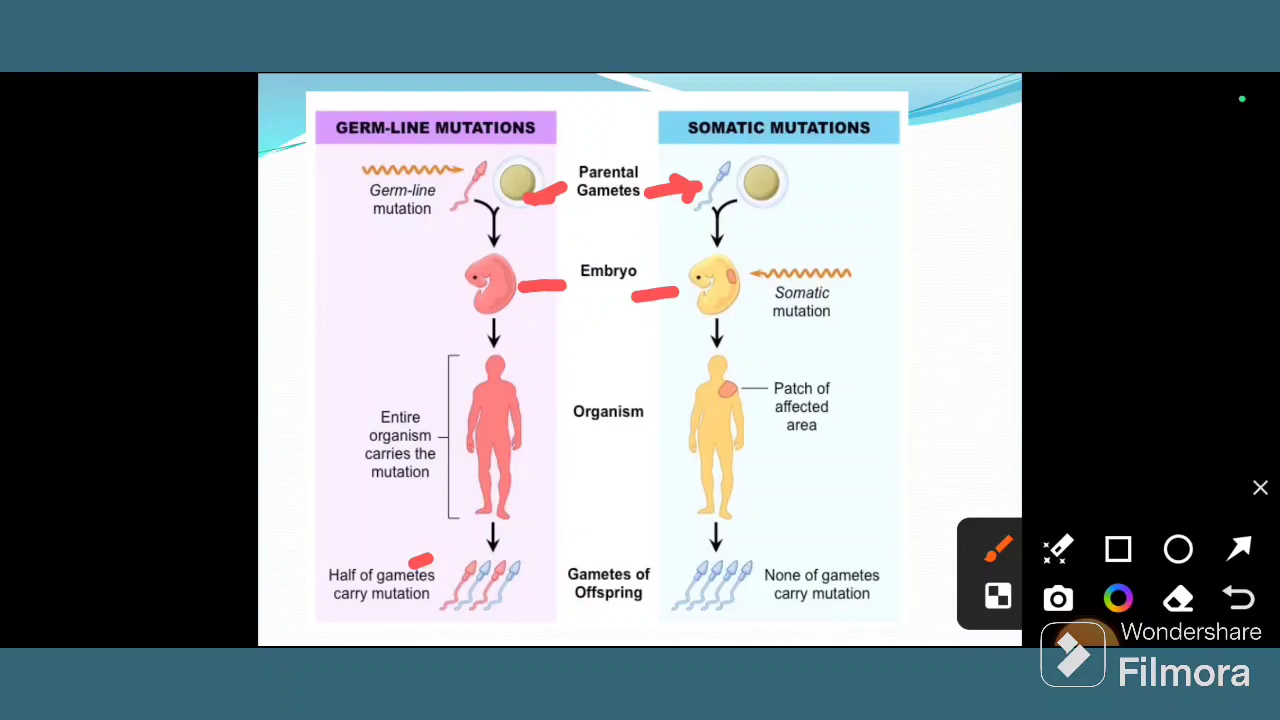 GERM-LINE MUTATIONS
SOMATIC MUTATIONS
Germ-line
mutation
Parental
Gametes
Embryo
Somatic
mutation
Entire
organism
carries the
mutation
Organism
Patch of
affected
area
Half of gametes
carry mutation
Gametes of
Offspring
None of gametes
carry mutation
Wondershare
Filmora